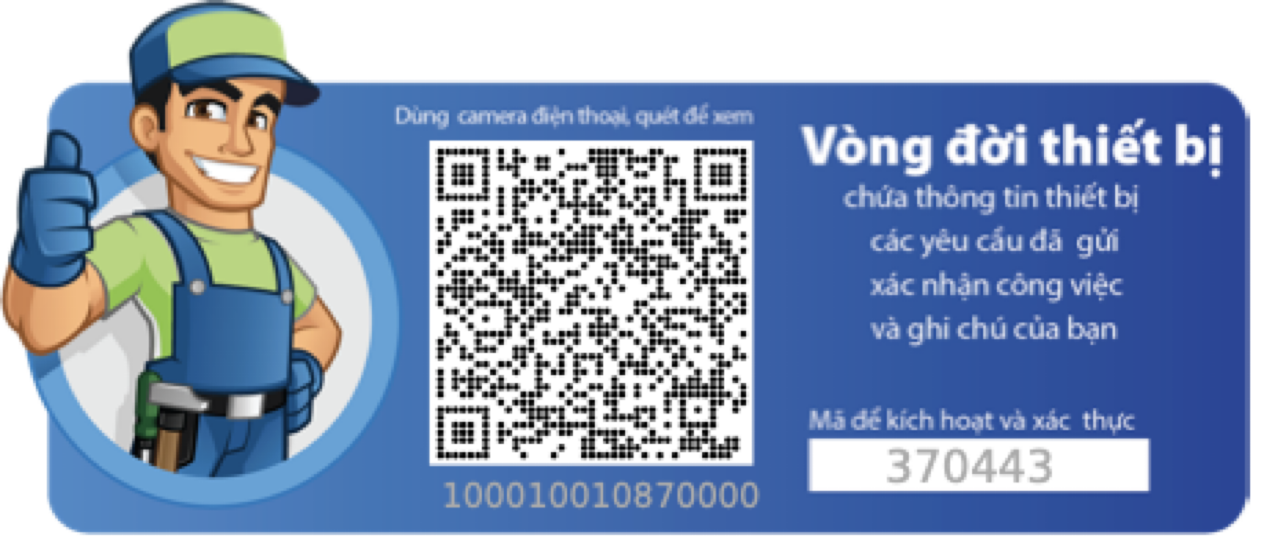 Dùng camera điện thoại, quét để xem
100010010870000
Vòng đời thiết bị
chứa thông tin thiết bị
các yêu cầu đã gửi
xác nhận công việc
và ghi chú của bạn
Mã để kích hoạt và xác thực
370443